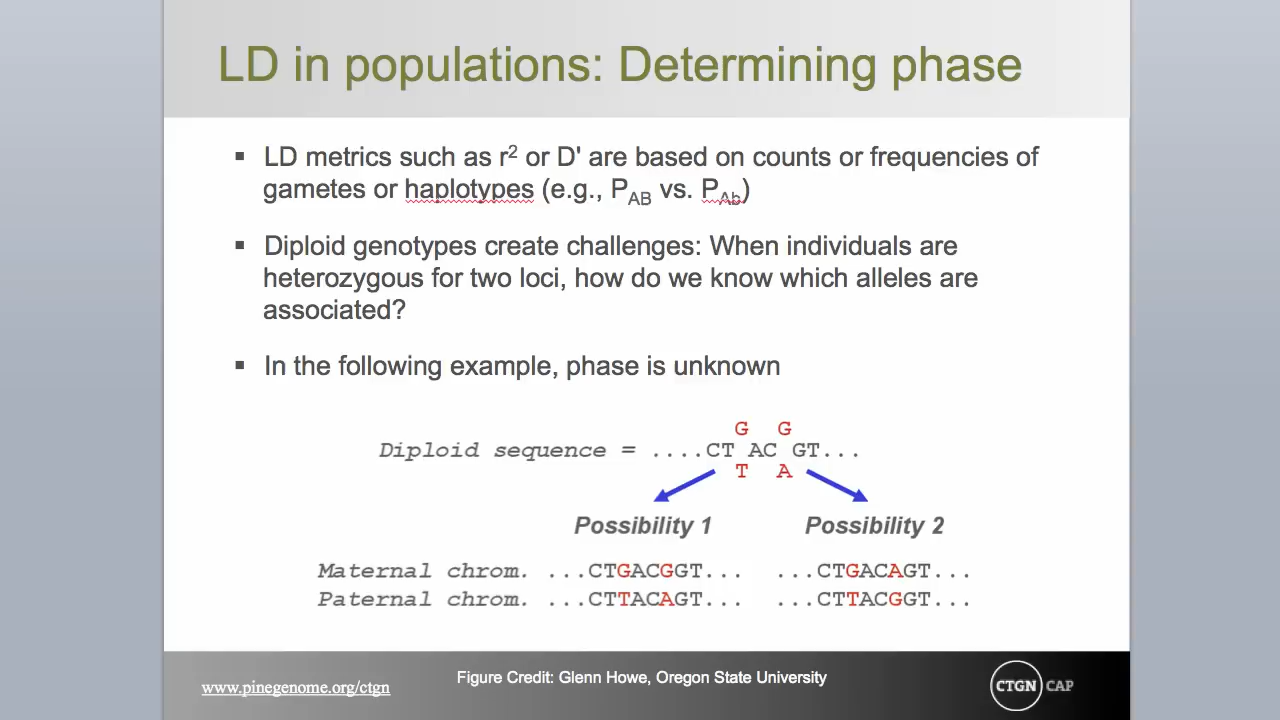 LD in populations: Determining phase
▪ LD metrics such as r² or D' are based on counts or frequencies of
gametes or haplotypes (e.g., P_AB vs. P_Ab)
▪ Diploid genotypes create challenges: When individuals are
heterozygous for two loci, how do we know which alleles are
associated?
▪ In the following example, phase is unknown
G G
Diploid sequence = ....CT AC GT...
T A
Possibility 1 Possibility 2
Maternal chrom. ...CTGACGGT... ...CTGACAGT...
Paternal chrom. ...CTTACAGT... ...CTTACGGT...
www.pinegenome.org/ctgn
Figure Credit: Glenn Howe, Oregon State University
CTGN CAP